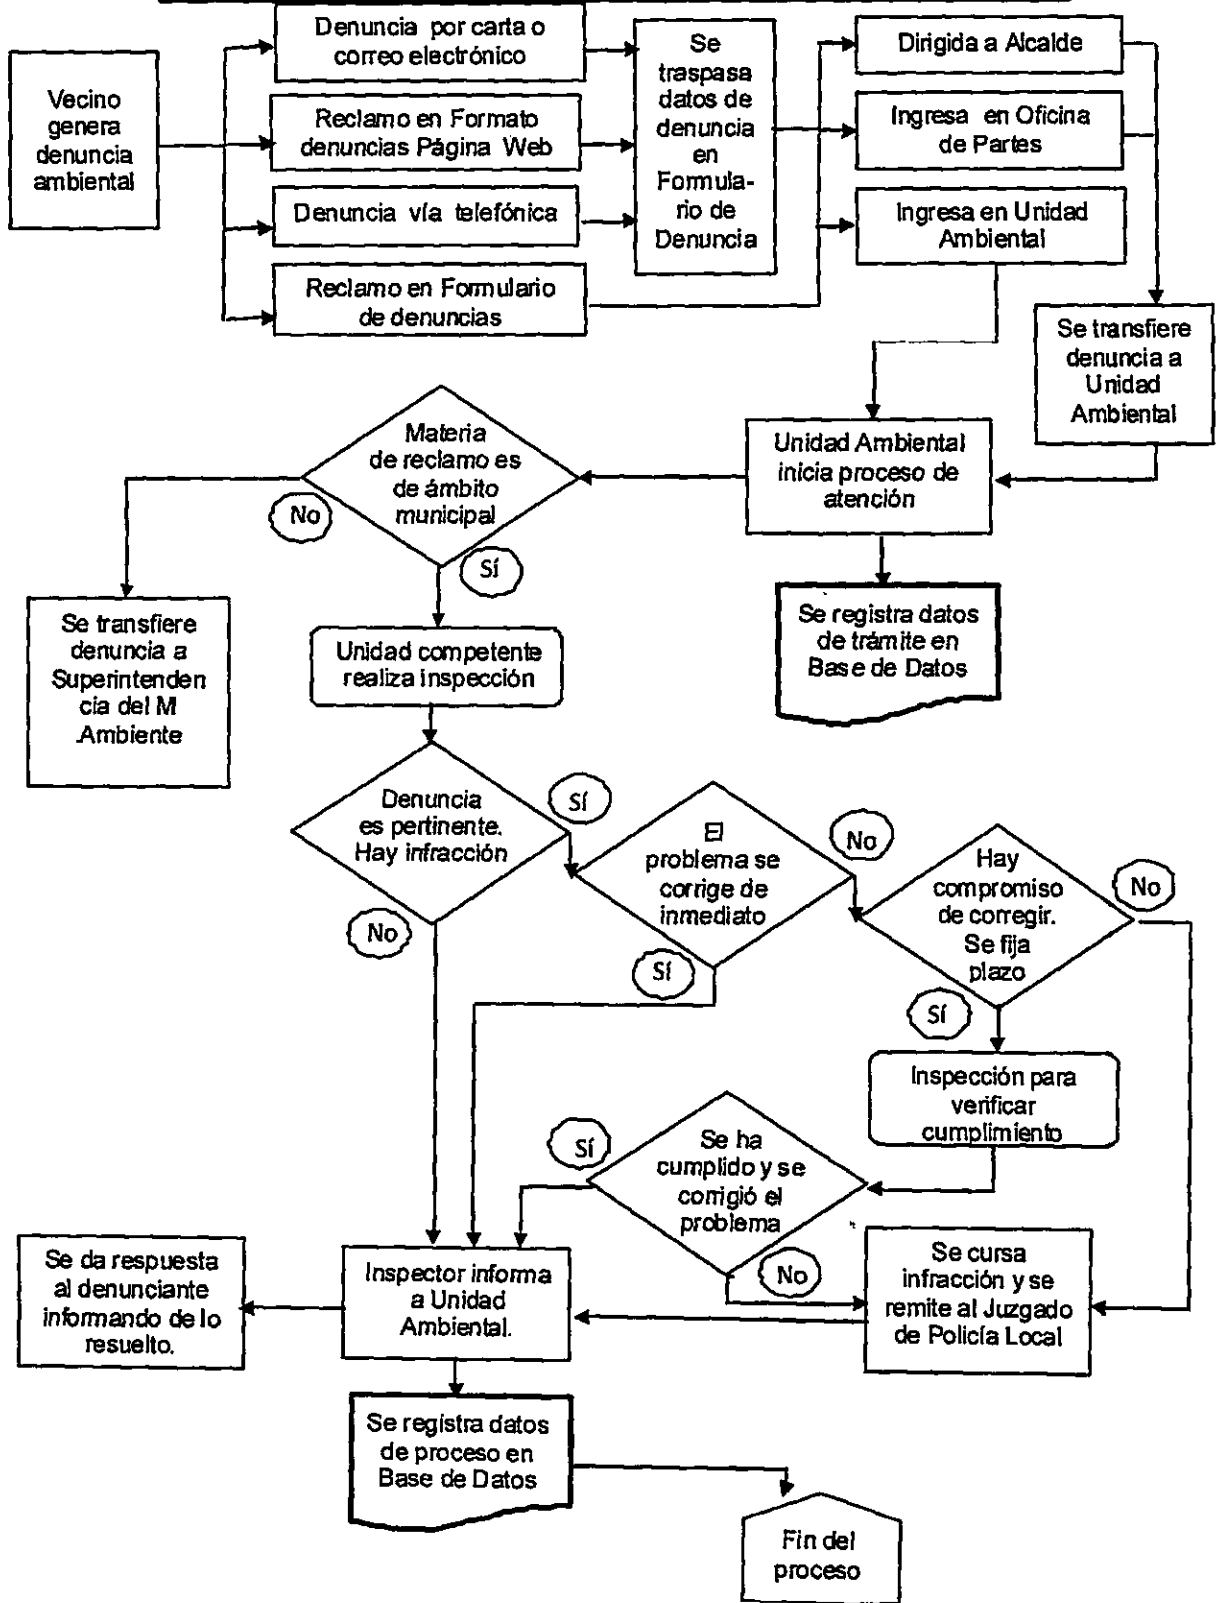 Vecino
genera
denuncia
ambiental
Denuncia por carta o
correo electrónico
Reclamo en Formato
denuncias Página Web
Denuncia vía telefónica
Reclamo en Formulario
de denuncias
Se
traspasa
datos de
denuncia
en
Formula-
rio de
Denuncia
Dirigida a Alcalde
Ingresa en Oficina
de Partes
Ingresa en Unidad
Ambiental
Se transfiere
denuncia a
Unidad
Ambiental
Unidad Ambiental
inicia proceso de
atención
Materia
de reclamo es
de ámbito
municipal
No
Sí
Se transfiere
denuncia a
Superintenden
cia del M
.Ambiente
Unidad competente
realiza inspección
Se registra datos
de trámite en
Base de Datos
Denuncia
es pertinente.
Hay infracción
Sí
No
El
problema se
corrige de
inmediato
No
Sí
Hay
compromiso
de corregir.
Se fija
plazo
No
Sí
Inspección para
verificar
cumplimiento
Se ha
cumplido y se
corrigió el
problema
Sí
No
Se cursa
infracción y se
remite al Juzgado
de Policía Local
Inspector informa
a Unidad
Ambiental.
Se da respuesta
al denunciante
informando de lo
resuelto.
Se registra datos
de proceso en
Base de Datos
Fin del
proceso